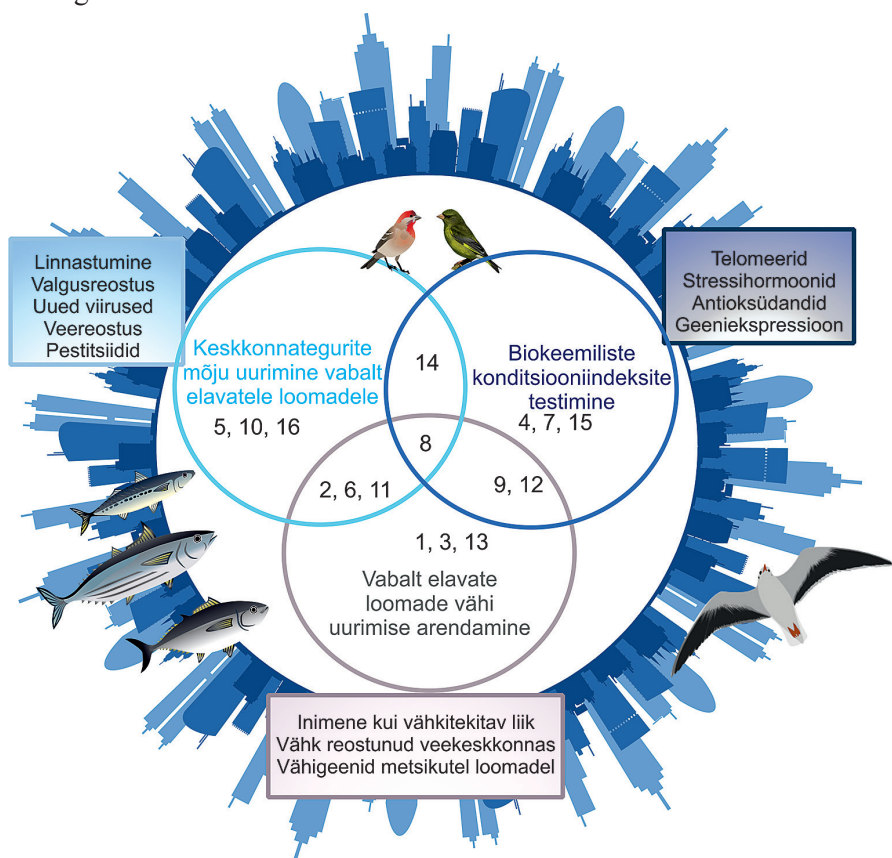 Linnastumine
Valgusreostus
Uued viirused
Veereostus
Pestitsiidid
Telomeerid
Stressihormoonid
Antioksüdandid
Geeniekspressioon
Keskkonnategurite
mõju uurimine vabalt
elavatele loomadele
5, 10, 16
14
Biokeemiliste
konditsiooniindeksite
testimine
4, 7, 15
8
2, 6, 11
9, 12
1, 3, 13
Vabalt elavate
loomade vähi
uurimise arendamine
Inimene kui vähkitekitav liik
Vähk reostunud veekeskkonnas
Vähigeenid metsikutel loomadel